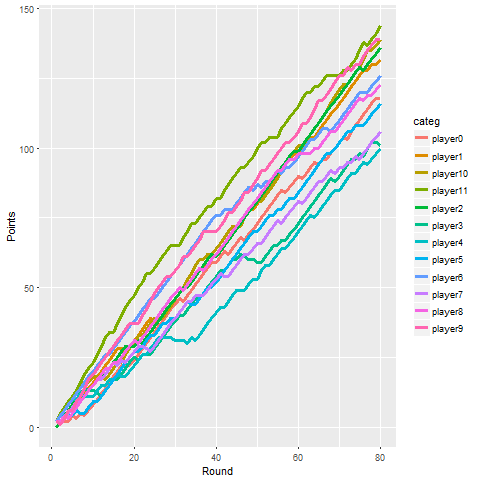 150
100
50
0
Points
0
20
40
60
80
Round
categ
player0
player1
player10
player11
player2
player3
player4
player5
player6
player7
player8
player9